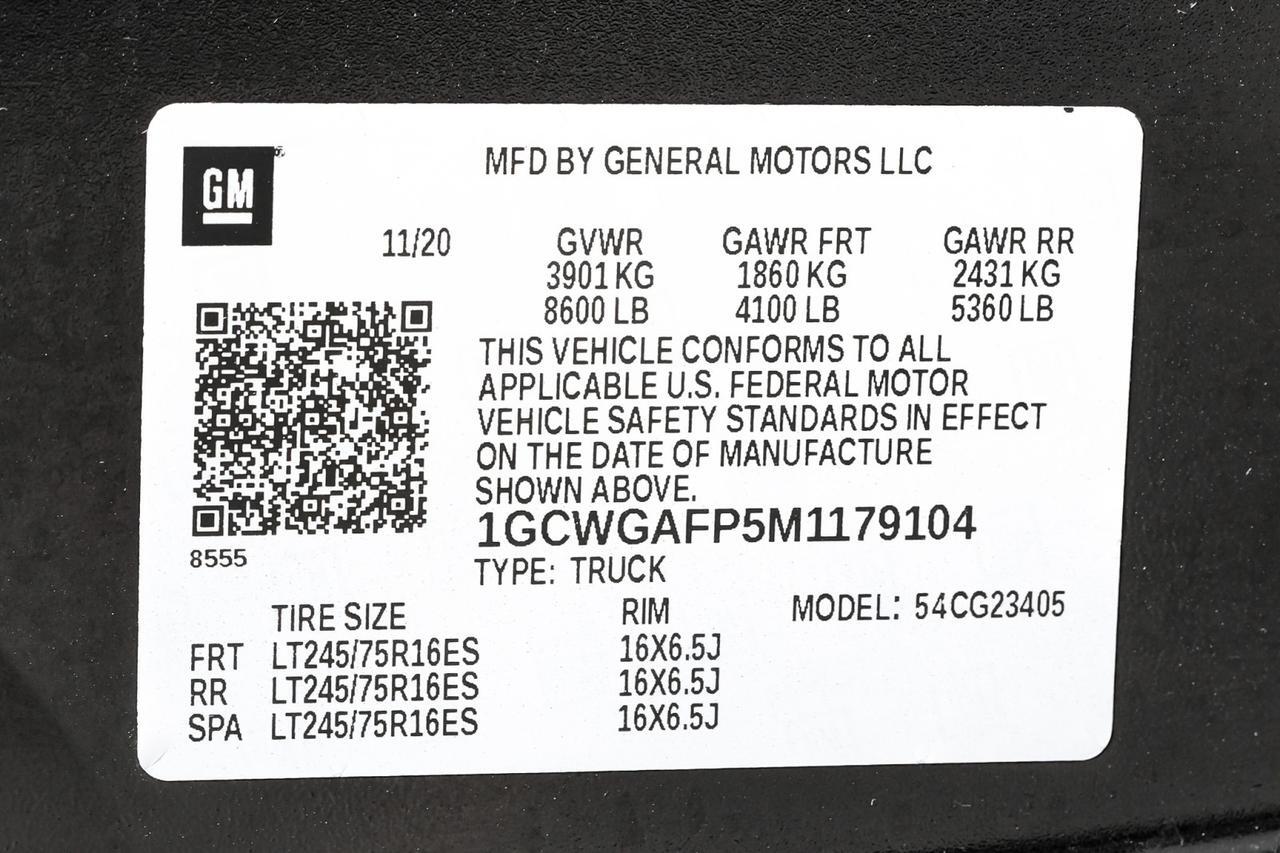 GM
MFD BY GENERAL MOTORS LLC
11/20 GVWR GAWR FRT GAWR RR
3901 KG 1860 KG 2431 KG
8600 LB 4100 LB 5360 LB
THIS VEHICLE CONFORMS TO ALL
APPLICABLE U.S. FEDERAL MOTOR
VEHICLE SAFETY STANDARDS IN EFFECT
ON THE DATE OF MANUFACTURE
SHOWN ABOVE.
1GCWGAFP5M1179104
8555
TYPE: TRUCK
TIRE SIZE RIM MODEL: 54CG23405
FRT LT245/75R16ES 16X6.5J
RR LT245/75R16ES 16X6.5J
SPA LT245/75R16ES 16X6.5J